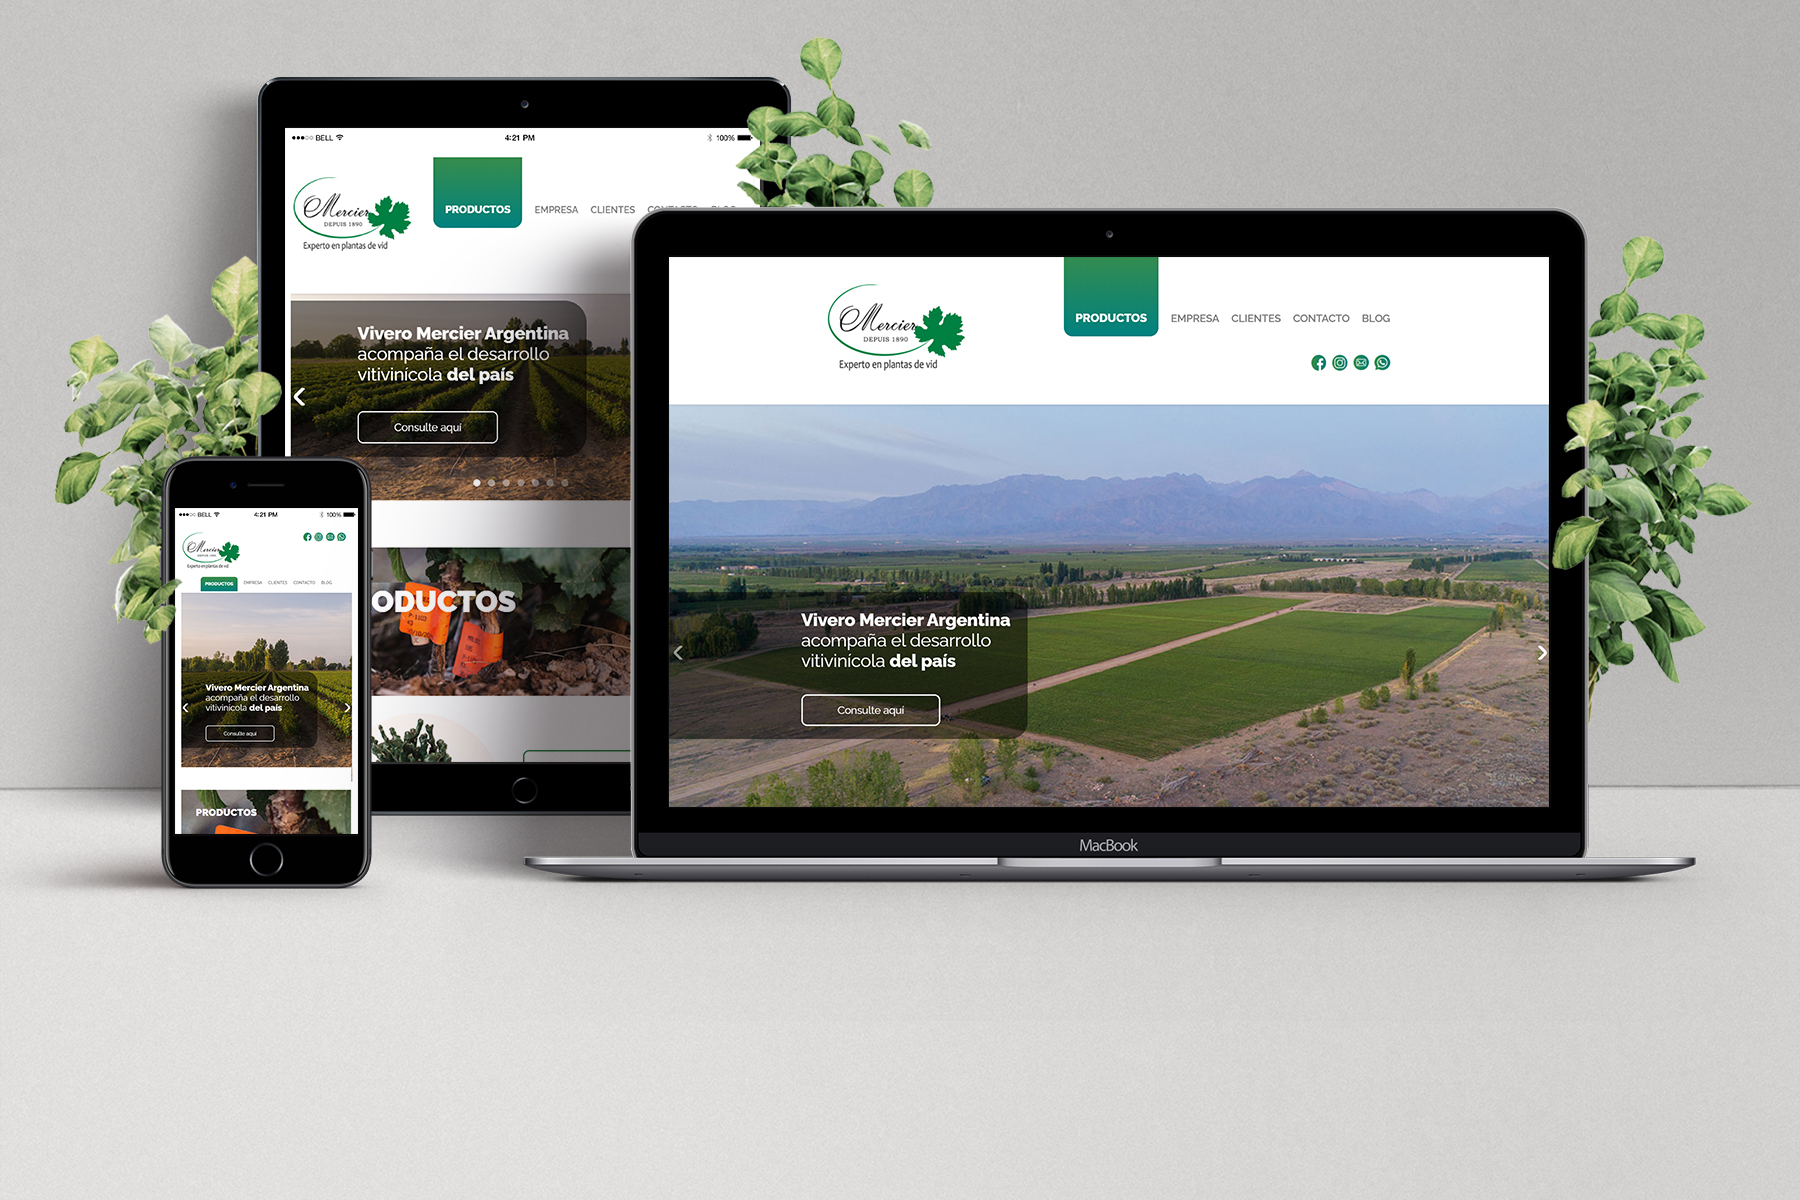 BELL
4:21 PM
100%
Mercier
DEPUIS 1890
Experto en plantas de vid
PRODUCTOS
EMPRESA
CLIENTES
CONTACTO
BLOG
Vivero Mercier Argentina
acompaña el desarrollo
vitivinícola del país
Consulte aquí
ODUCTOS
BELL
4:21 PM
100%
Mercier
DEPUIS 1890
Experto en plantas de vid
PRODUCTOS
EMPRESA
CLIENTES
CONTACTO
BLOG
Vivero Mercier Argentina
acompaña el desarrollo
vitivinícola del país
Consulte aquí
PRODUCTOS
Mercier
DEPUIS 1890
Experto en plantas de vid
PRODUCTOS
EMPRESA
CLIENTES
CONTACTO
BLOG
Vivero Mercier Argentina
acompaña el desarrollo
vitivinícola del país
Consulte aquí
MacBook